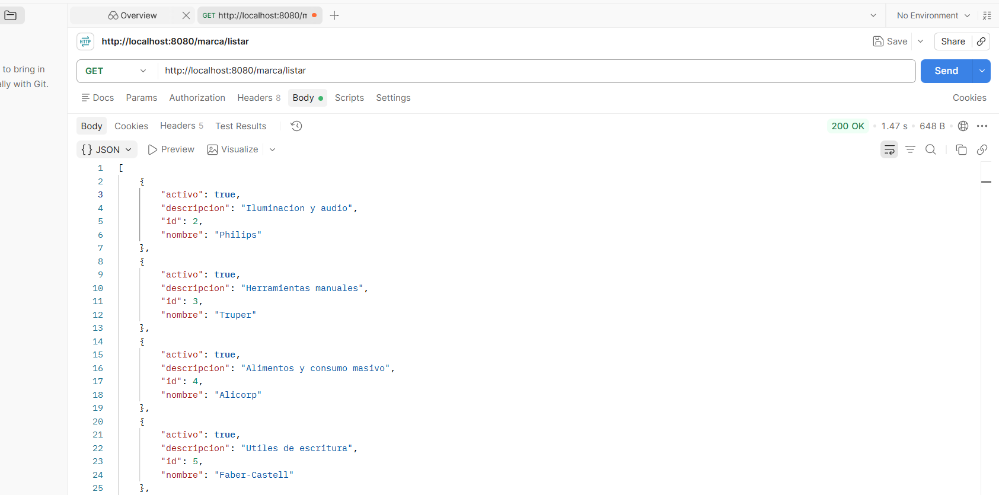 Overview
GET http://localhost:8080/m
No Environment
HTTP http://localhost:8080/marca/listar
Save
Share
to bring in
ally with Git.
GET http://localhost:8080/marca/listar
Send
Docs Params Authorization Headers 8 Body Scripts Settings
Cookies
Body Cookies Headers 5 Test Results
200 OK • 1.47 s • 648 B •
{} JSON Preview Visualize
1 [
2 {
3 "activo": true,
4 "descripcion": "Iluminacion y audio",
5 "id": 2,
6 "nombre": "Philips"
7 },
8 {
9 "activo": true,
10 "descripcion": "Herramientas manuales",
11 "id": 3,
12 "nombre": "Truper"
13 },
14 {
15 "activo": true,
16 "descripcion": "Alimentos y consumo masivo",
17 "id": 4,
18 "nombre": "Alicorp"
19 },
20 {
21 "activo": true,
22 "descripcion": "Utiles de escritura",
23 "id": 5,
24 "nombre": "Faber-Castell"
25 },